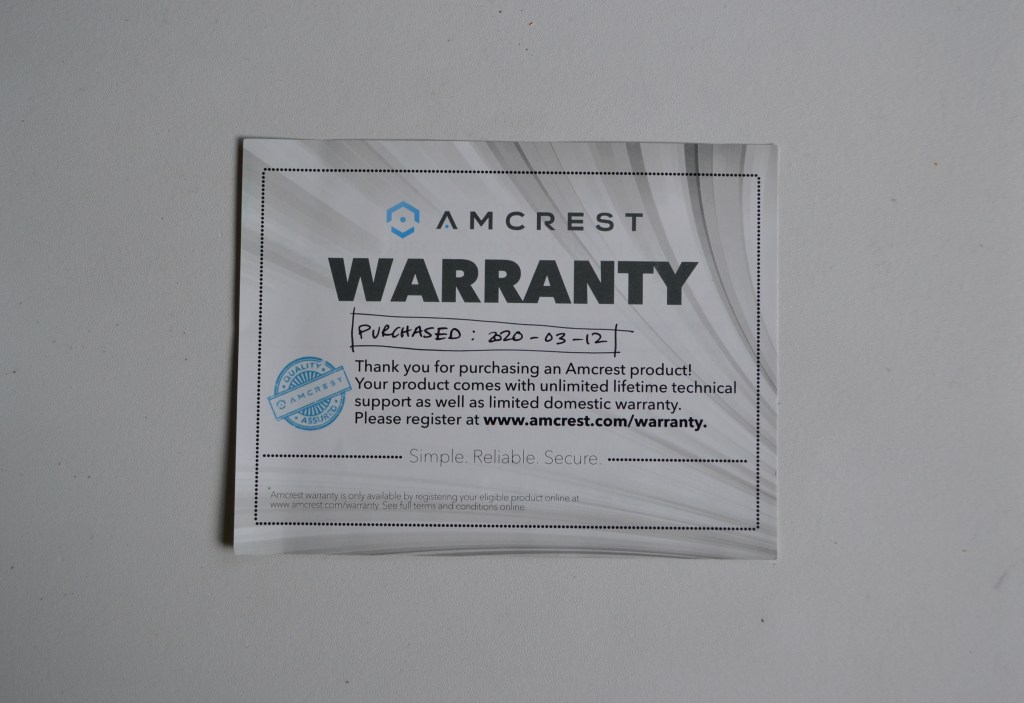 AMCREST
WARRANTY
PURCHASED : 2020-03-12
Thank you for purchasing an Amcrest product!
Your product comes with unlimited lifetime technical
support as well as limited domestic warranty.
Please register at www.amcrest.com/warranty.
QUALITY
AMCREST
Simple. Reliable. Secure.
*Amcrest warranty is only available by registering your eligible product online at
www.amcrest.com/warranty. See full terms and conditions online.